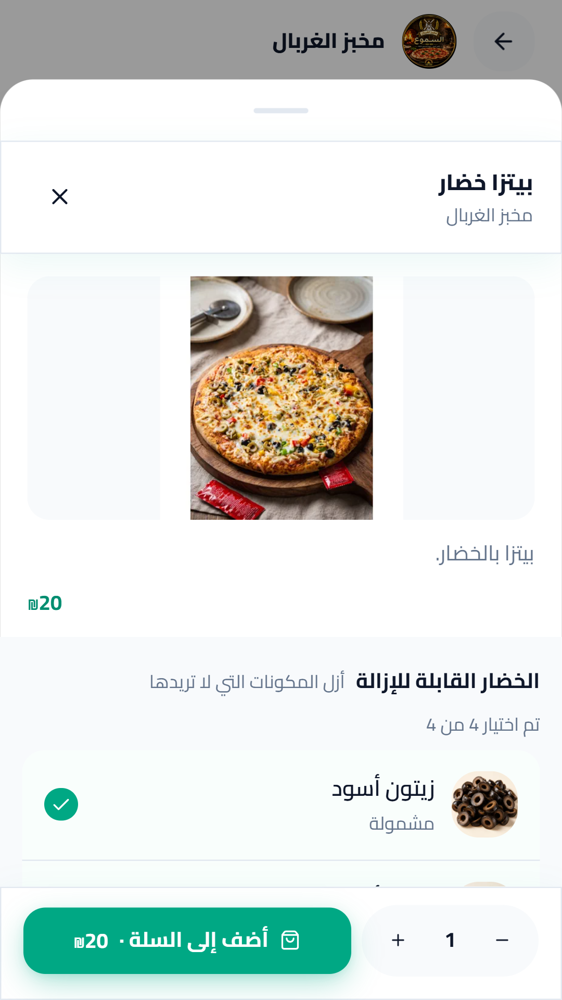 مخبز الغربال
السموع
بيتزا خضار
مخبز الغربال
بيتزا بالخضار.
₪20
الخضار القابلة للإزالة أزل المكونات التي لا تريدها
تم اختيار 4 من 4
زيتون أسود
مشمولة
أضف إلى السلة · ₪20
1